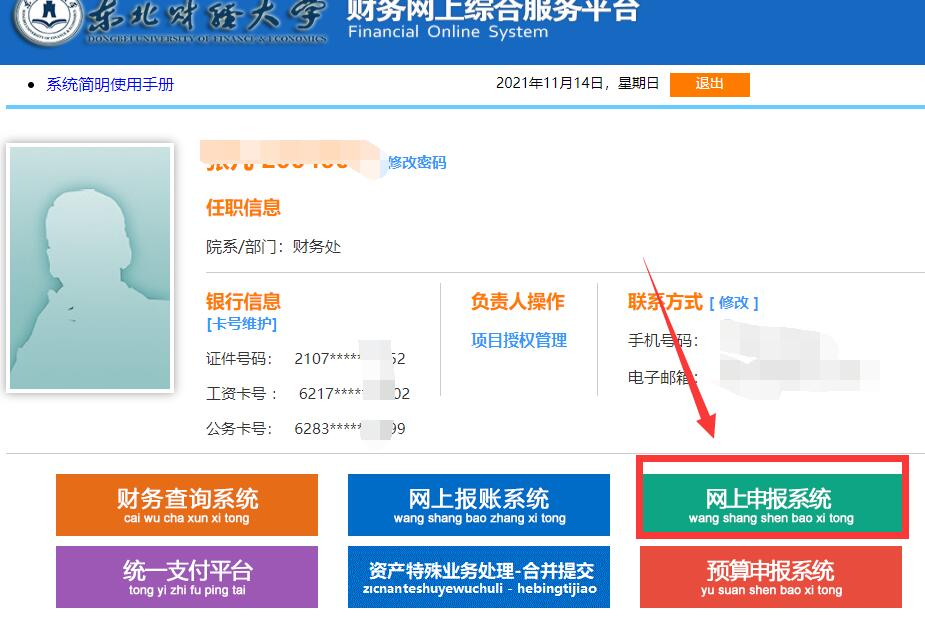 东北财经大学
DONGBEI UNIVERSITY OF FINANCE & ECONOMICS
财务网上综合服务平台
Financial Online System
系统简明使用手册
2021年11月14日，星期日
退出
修改密码
任职信息
院系/部门：财务处
银行信息
[卡号维护]
证件号码： 2107*****52
工资卡号： 6217*****02
公务卡号： 6283*****99
负责人操作
项目授权管理
联系方式 [ 修改 ]
手机号码：
电子邮箱：
财务查询系统
cai wu cha xun xi tong
网上报账系统
wang shang bao zhang xi tong
网上申报系统
wang shang shen bao xi tong
统一支付平台
tong yi zhi fu ping tai
资产特殊业务处理-合并提交
zicnanteshuyewuchuli - hebingtijiao
预算申报系统
yu suan shen bao xi tong